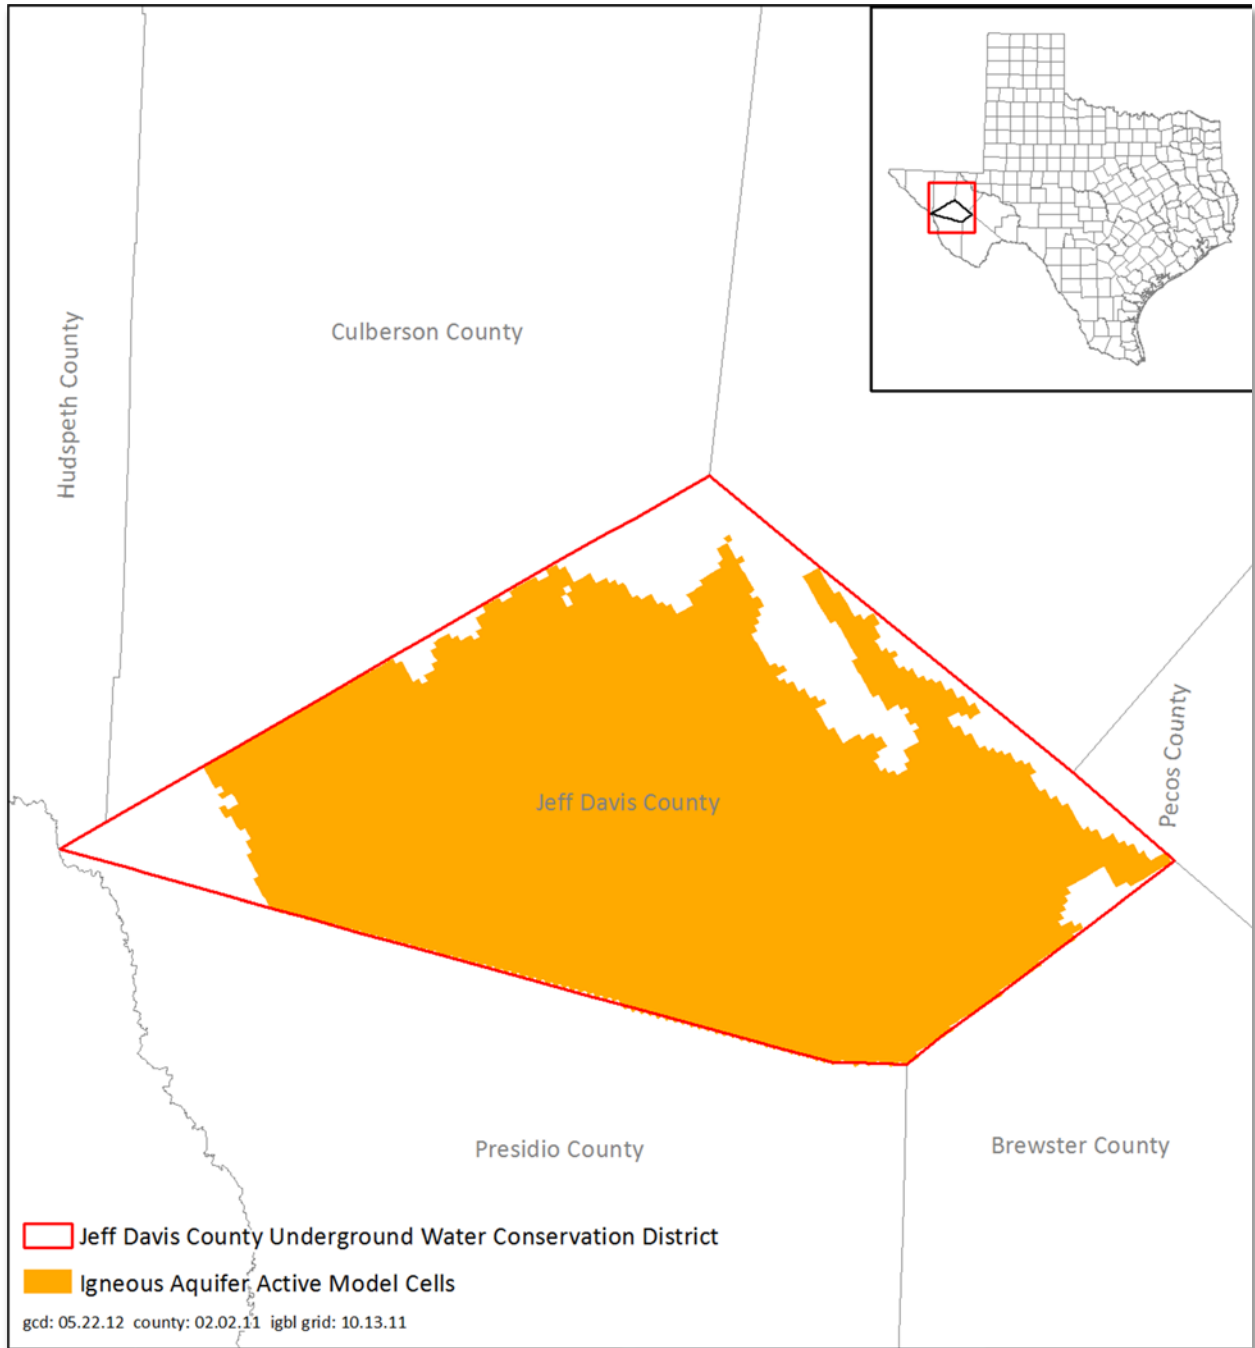 Culberson County
Hudspeth County
Pecos County
Jeff Davis County
Presidio County
Brewster County
Jeff Davis County Underground Water Conservation District
Igneous Aquifer Active Model Cells
gcd: 05.22.12 county: 02.02.11 igbl grid: 10.13.11